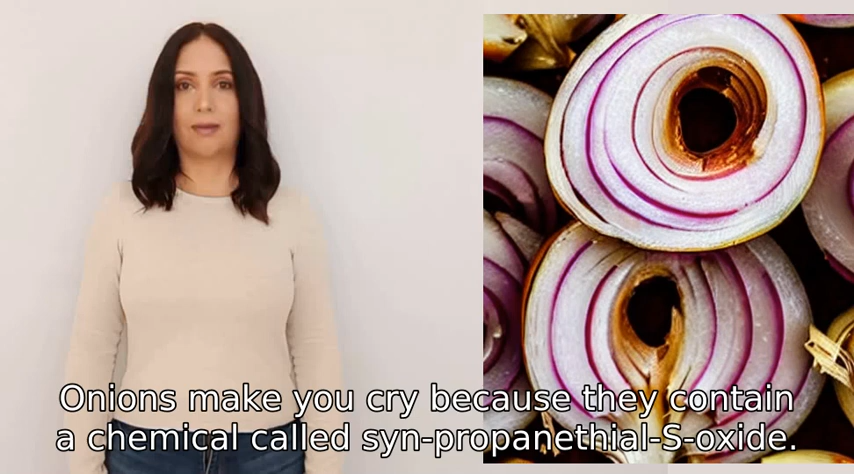 Onions make you cry because they contain
a chemical called syn-propanethial-S-oxide.